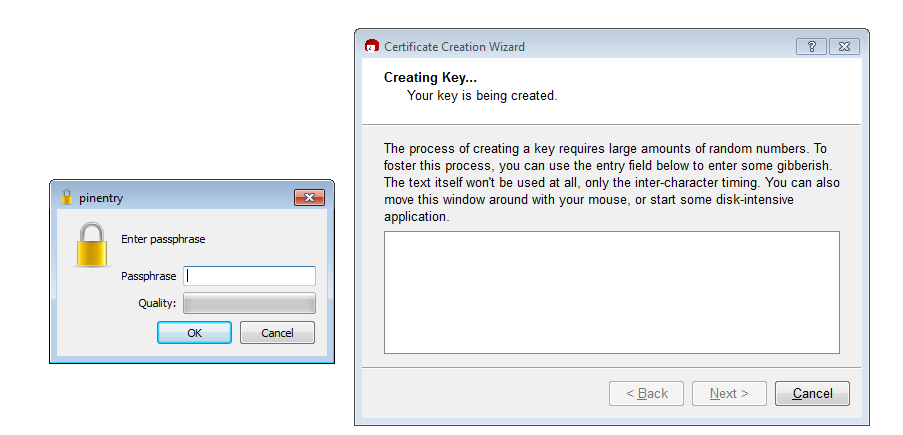 pinentry
Enter passphrase
Passphrase
Quality:
OK
Cancel
Certificate Creation Wizard
?
Creating Key...
Your key is being created.
The process of creating a key requires large amounts of random numbers. To
foster this process, you can use the entry field below to enter some gibberish.
The text itself won't be used at all, only the inter-character timing. You can also
move this window around with your mouse, or start some disk-intensive
application.
< Back
Next >
Cancel